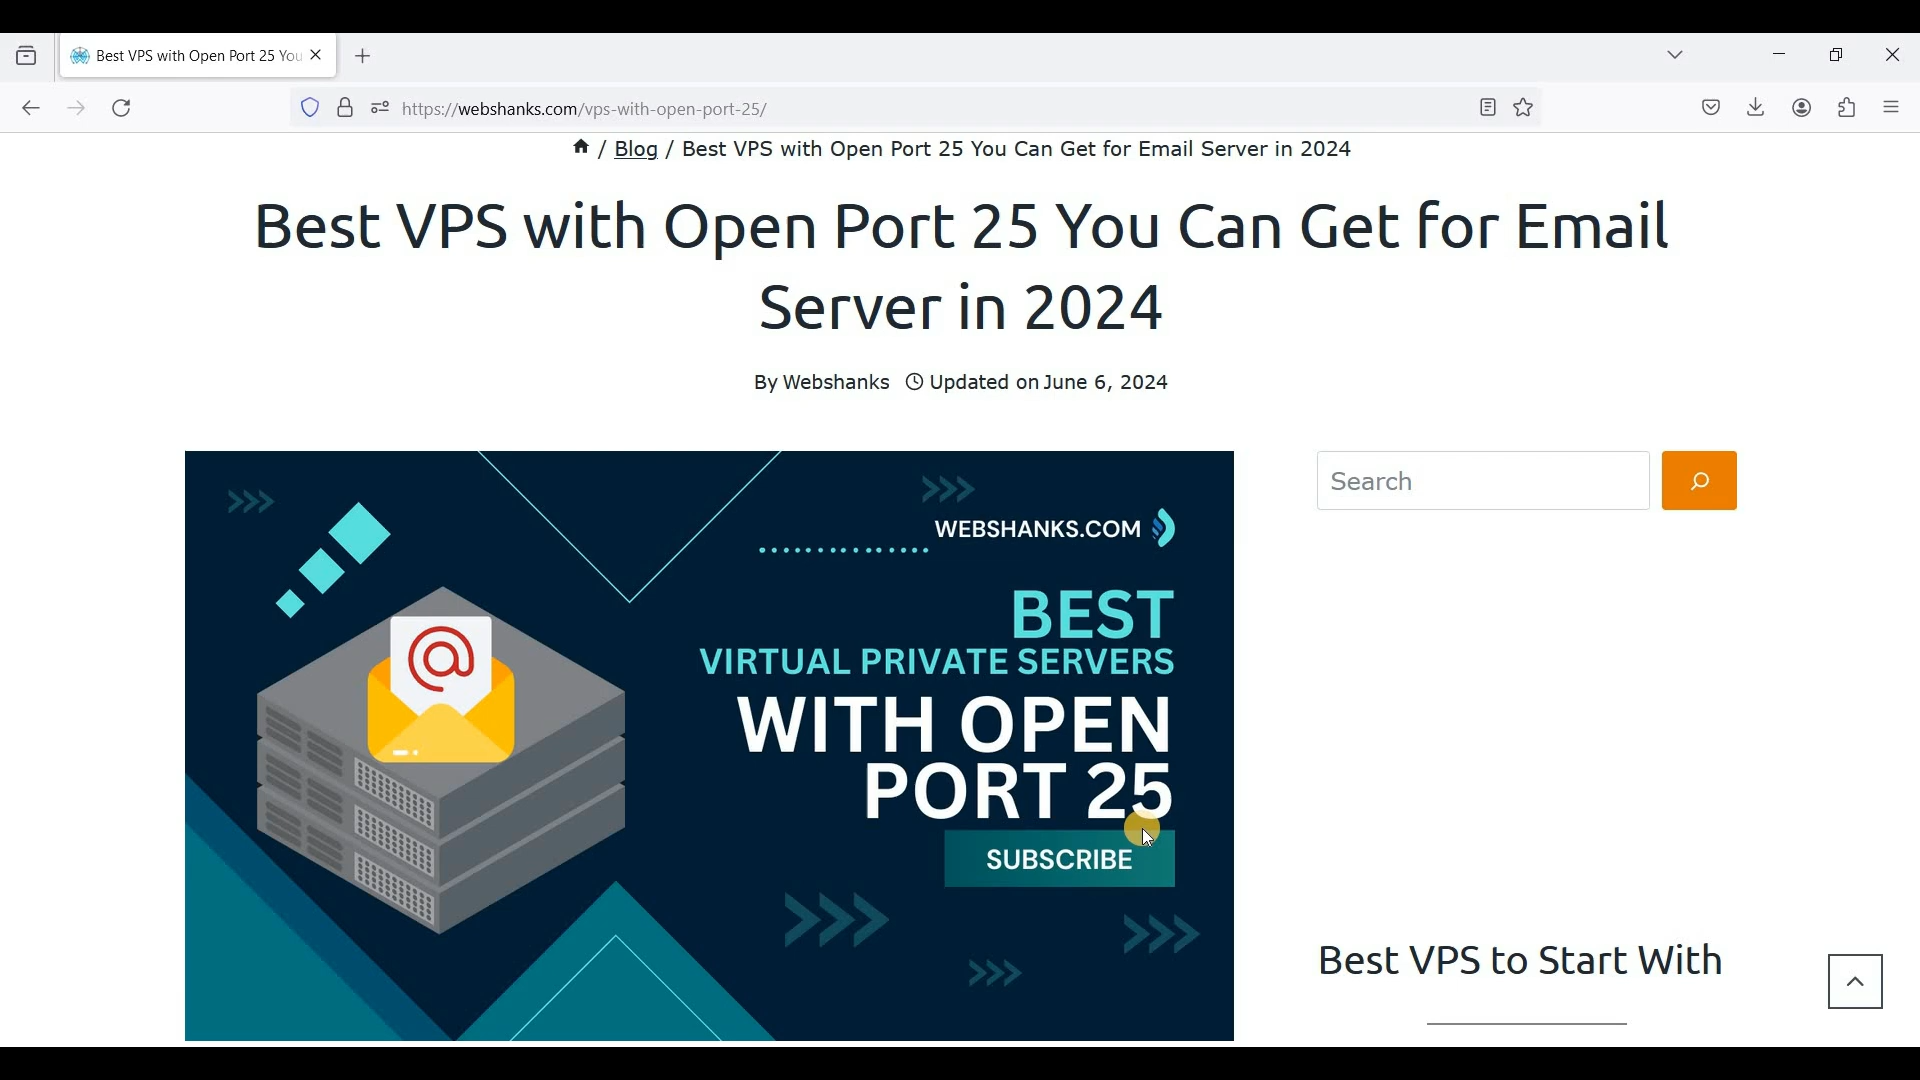 Best VPS with Open Port 25 You
https://webshanks.com/vps-with-open-port-25/
/ Blog / Best VPS with Open Port 25 You Can Get for Email Server in 2024
Best VPS with Open Port 25 You Can Get for Email
Server in 2024
By Webshanks Updated on June 6, 2024
Search
WEBSHANKS.COM
BEST
VIRTUAL PRIVATE SERVERS
WITH OPEN
PORT 25
SUBSCRIBE
Best VPS to Start With